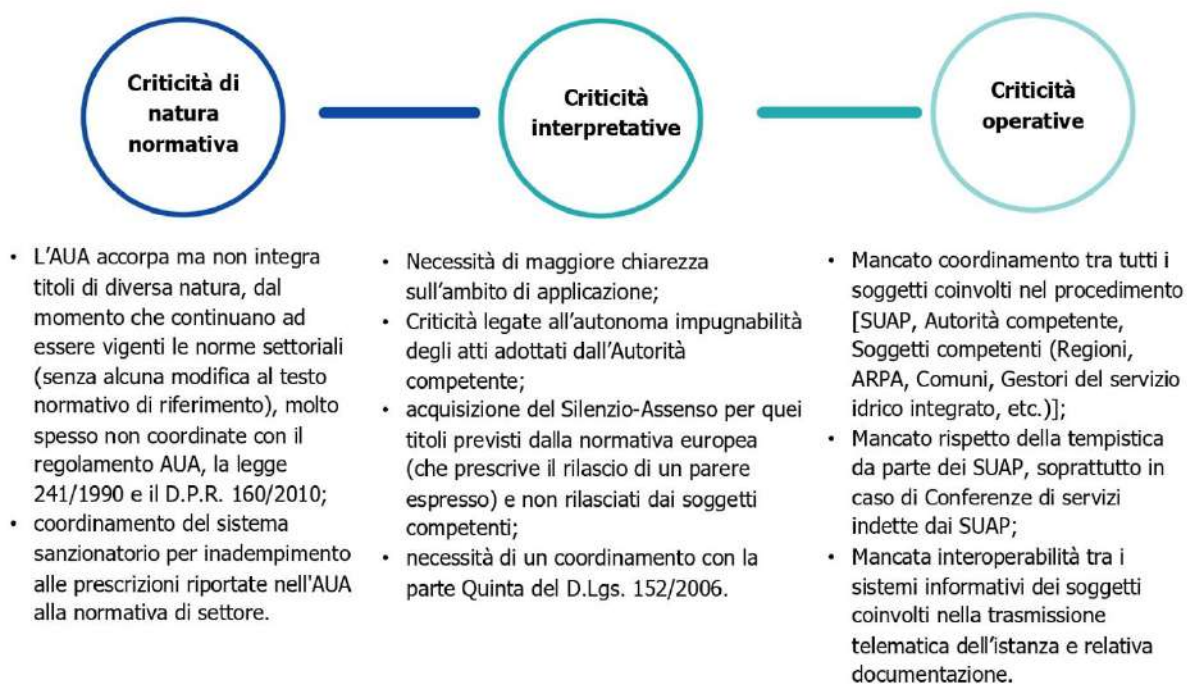 Criticità di
natura
normativa
Criticità
interpretative
Criticità
operative
• L'AUA accorpa ma non integra
titoli di diversa natura, dal
momento che continuano ad
essere vigenti le norme settoriali
(senza alcuna modifica al testo
normativo di riferimento), molto
spesso non coordinate con il
regolamento AUA, la legge
241/1990 e il D.P.R. 160/2010;
• coordinamento del sistema
sanzionatorio per inadempimento
alle prescrizioni riportate nell'AUA
alla normativa di settore.
• Necessità di maggiore chiarezza
sull'ambito di applicazione;
• Criticità legate all'autonoma impugnabilità
degli atti adottati dall'Autorità
competente;
• acquisizione del Silenzio-Assenso per quei
titoli previsti dalla normativa europea
(che prescrive il rilascio di un parere
espresso) e non rilasciati dai soggetti
competenti;
• necessità di un coordinamento con la
parte Quinta del D.Lgs. 152/2006.
• Mancato coordinamento tra tutti i
soggetti coinvolti nel procedimento
[SUAP, Autorità competente,
Soggetti competenti (Regioni,
ARPA, Comuni, Gestori del servizio
idrico integrato, etc.)];
• Mancato rispetto della tempistica
da parte dei SUAP, soprattutto in
caso di Conferenze di servizi
indette dai SUAP;
• Mancata interoperabilità tra i
sistemi informativi dei soggetti
coinvolti nella trasmissione
telematica dell'istanza e relativa
documentazione.